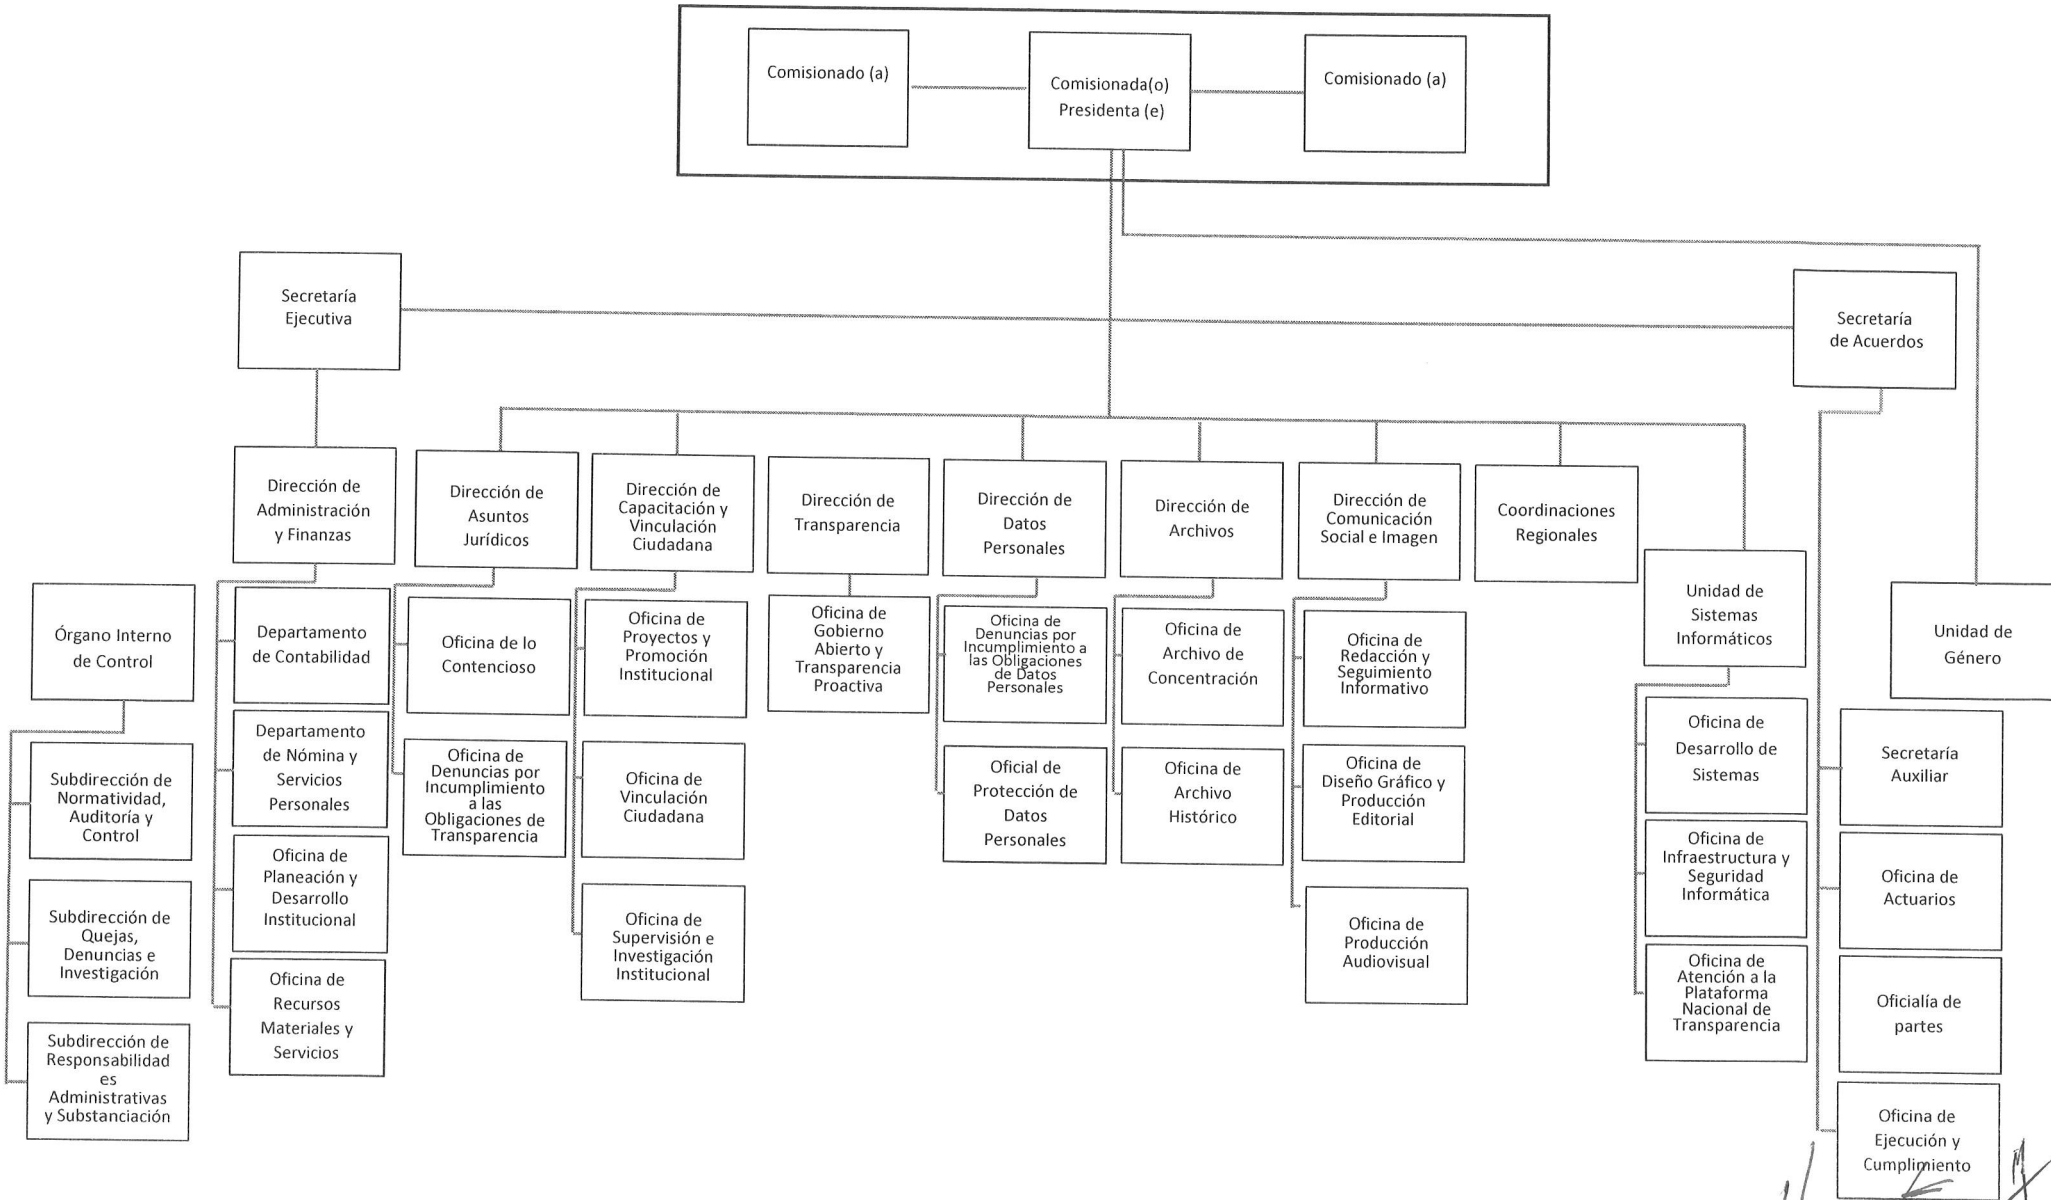 Comisionado (a)
Comisionada(o)
Presidenta (e)
Comisionado (a)
Secretaría
Ejecutiva
Secretaría
de Acuerdos
Dirección de
Administración
y Finanzas
Dirección de
Asuntos
Jurídicos
Dirección de
Capacitación y
Vinculación
Ciudadana
Dirección de
Transparencia
Dirección de
Datos
Personales
Dirección de
Archivos
Dirección de
Comunicación
Social e Imagen
Coordinaciones
Regionales
Unidad de
Sistemas
Informáticos
Unidad de
Género
Órgano Interno
de Control
Subdirección de
Normatividad,
Auditoría y
Control
Subdirección de
Quejas,
Denuncias e
Investigación
Subdirección de
Responsabilidad
es
Administrativas
y Substanciación
Departamento
de Contabilidad
Departamento
de Nómina y
Servicios
Personales
Oficina de
Planeación y
Desarrollo
Institucional
Oficina de
Recursos
Materiales y
Servicios
Oficina de lo
Contencioso
Oficina de
Denuncias por
Incumplimiento
a las
Obligaciones de
Transparencia
Oficina de
Proyectos y
Promoción
Institucional
Oficina de
Vinculación
Ciudadana
Oficina de
Supervisión e
Investigación
Institucional
Oficina de
Gobierno
Abierto y
Transparencia
Proactiva
Oficina de
Denuncias por
Incumplimiento a
las Obligaciones
de Datos
Personales
Oficial de
Protección de
Datos
Personales
Oficina de
Archivo de
Concentración
Oficina de
Archivo
Histórico
Oficina de
Redacción y
Seguimiento
Informativo
Oficina de
Diseño Gráfico y
Producción
Editorial
Oficina de
Producción
Audiovisual
Oficina de
Desarrollo de
Sistemas
Oficina de
Infraestructura y
Seguridad
Informática
Oficina de
Atención a la
Plataforma
Nacional de
Transparencia
Secretaría
Auxiliar
Oficina de
Actuarios
Oficialía de
partes
Oficina de
Ejecución y
Cumplimiento